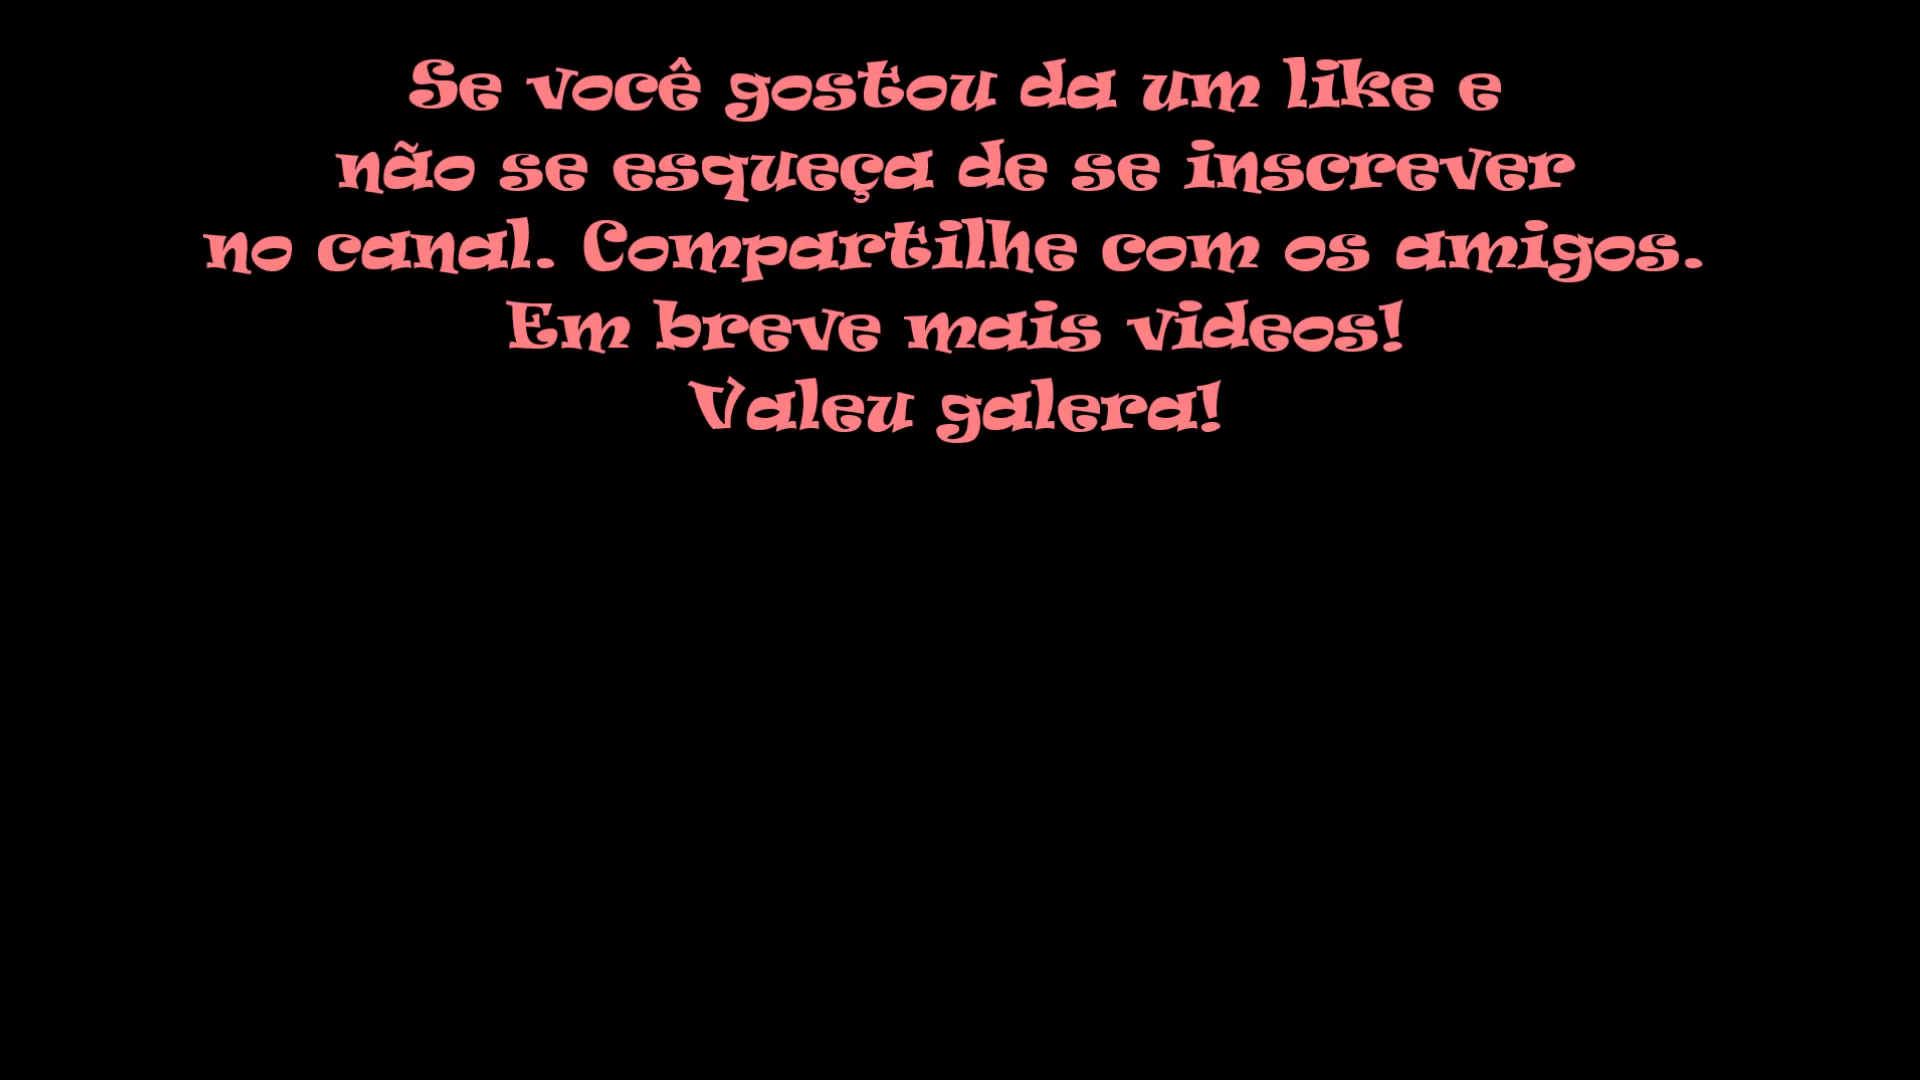 Se você gostou da um like e
não se esqueça de se inscrever
no canal. Compartilhe com os amigos.
Em breve mais videos!
Valeu galera!